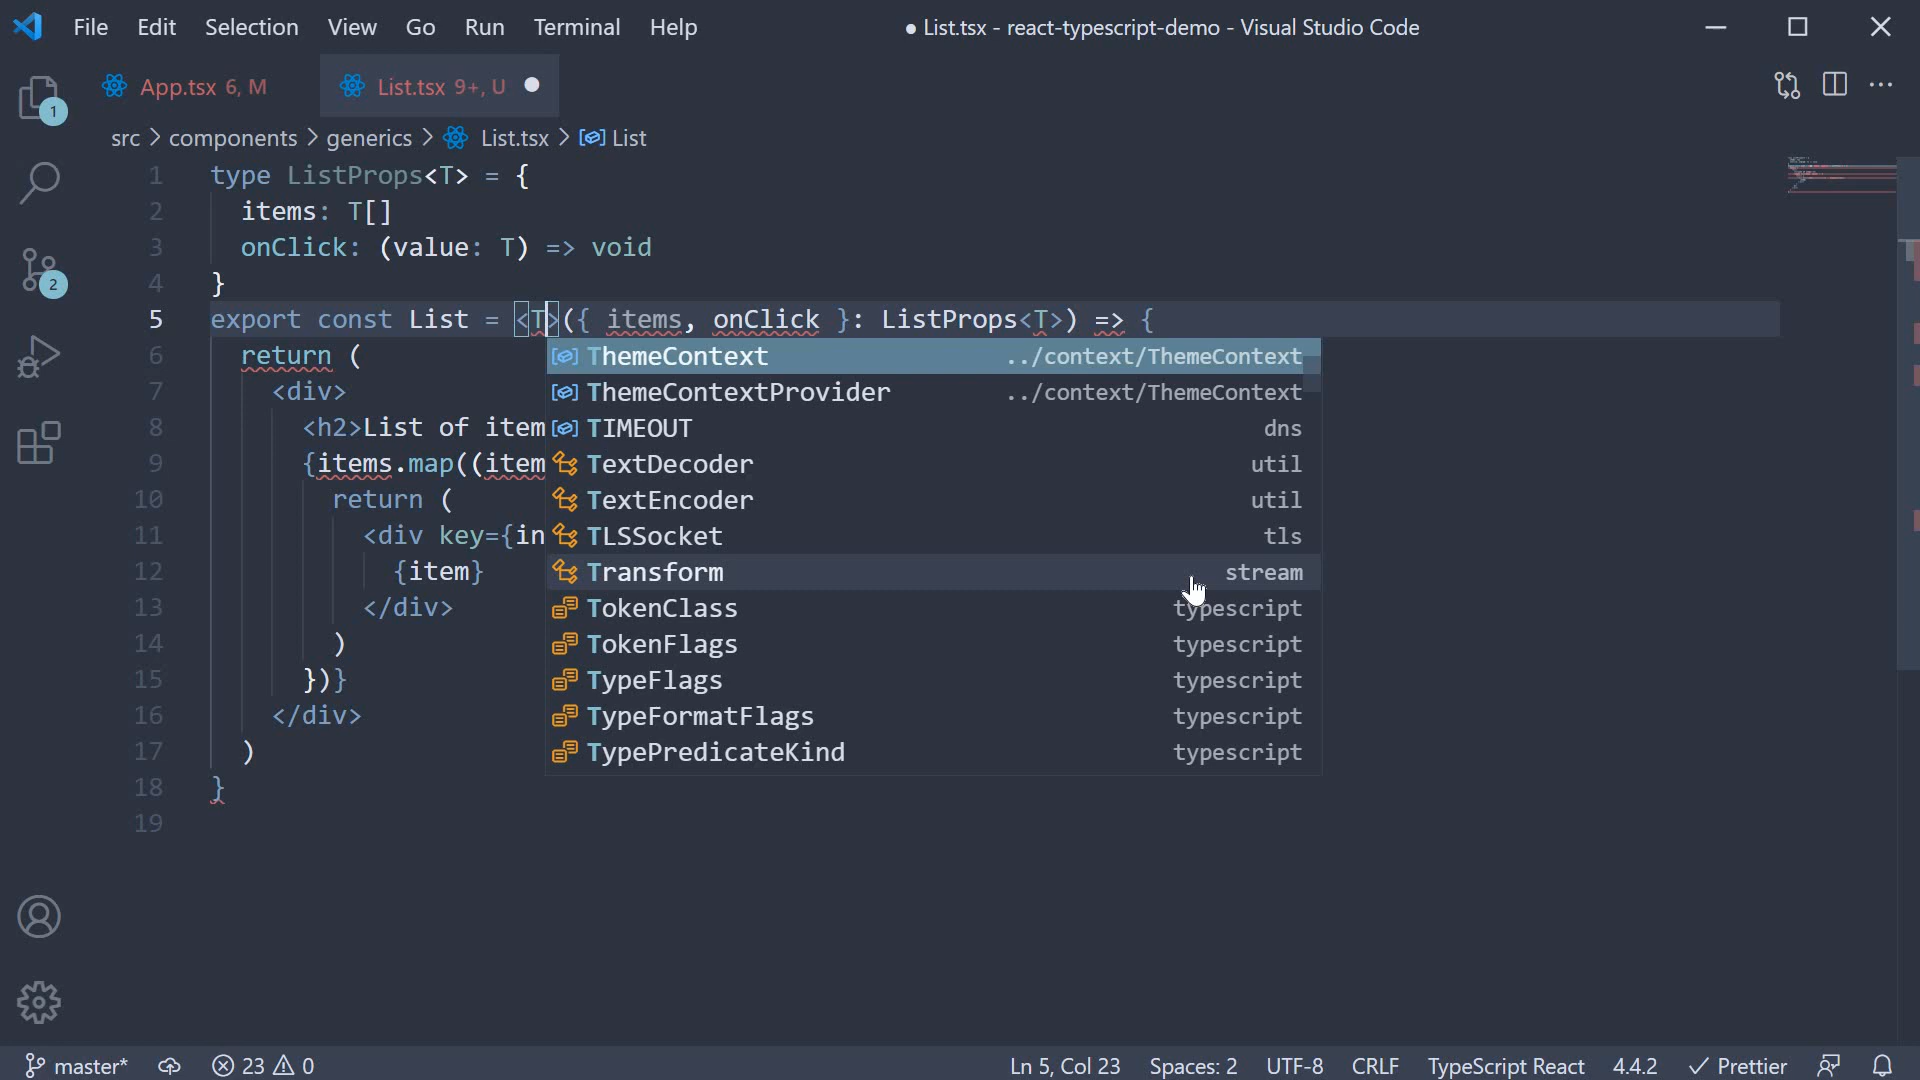 File Edit Selection View Go Run Terminal Help ● List.tsx - react-typescript-demo - Visual Studio Code
App.tsx 6, M List.tsx 9+, U
src > components > generics > List.tsx > List
1 type ListProps<T> = {
2 items: T[]
3 onClick: (value: T) => void
4 }
5 export const List = <T>({ items, onClick }: ListProps<T>) => {
6 return (
7 <div>
8 <h2>List of item
9 {items.map((item
10 return (
11 <div key={in
12 {item}
13 </div>
14 )
15 })}
16 </div>
17 )
18 }
19
ThemeContext ../context/ThemeContext
ThemeContextProvider ../context/ThemeContext
TIMEOUT dns
TextDecoder util
TextEncoder util
TLSSocket tls
Transform stream
TokenClass typescript
TokenFlags typescript
TypeFlags typescript
TypeFormatFlags typescript
TypePredicateKind typescript
1
2
master* 23 0 Ln 5, Col 23 Spaces: 2 UTF-8 CRLF TypeScript React 4.4.2 Prettier